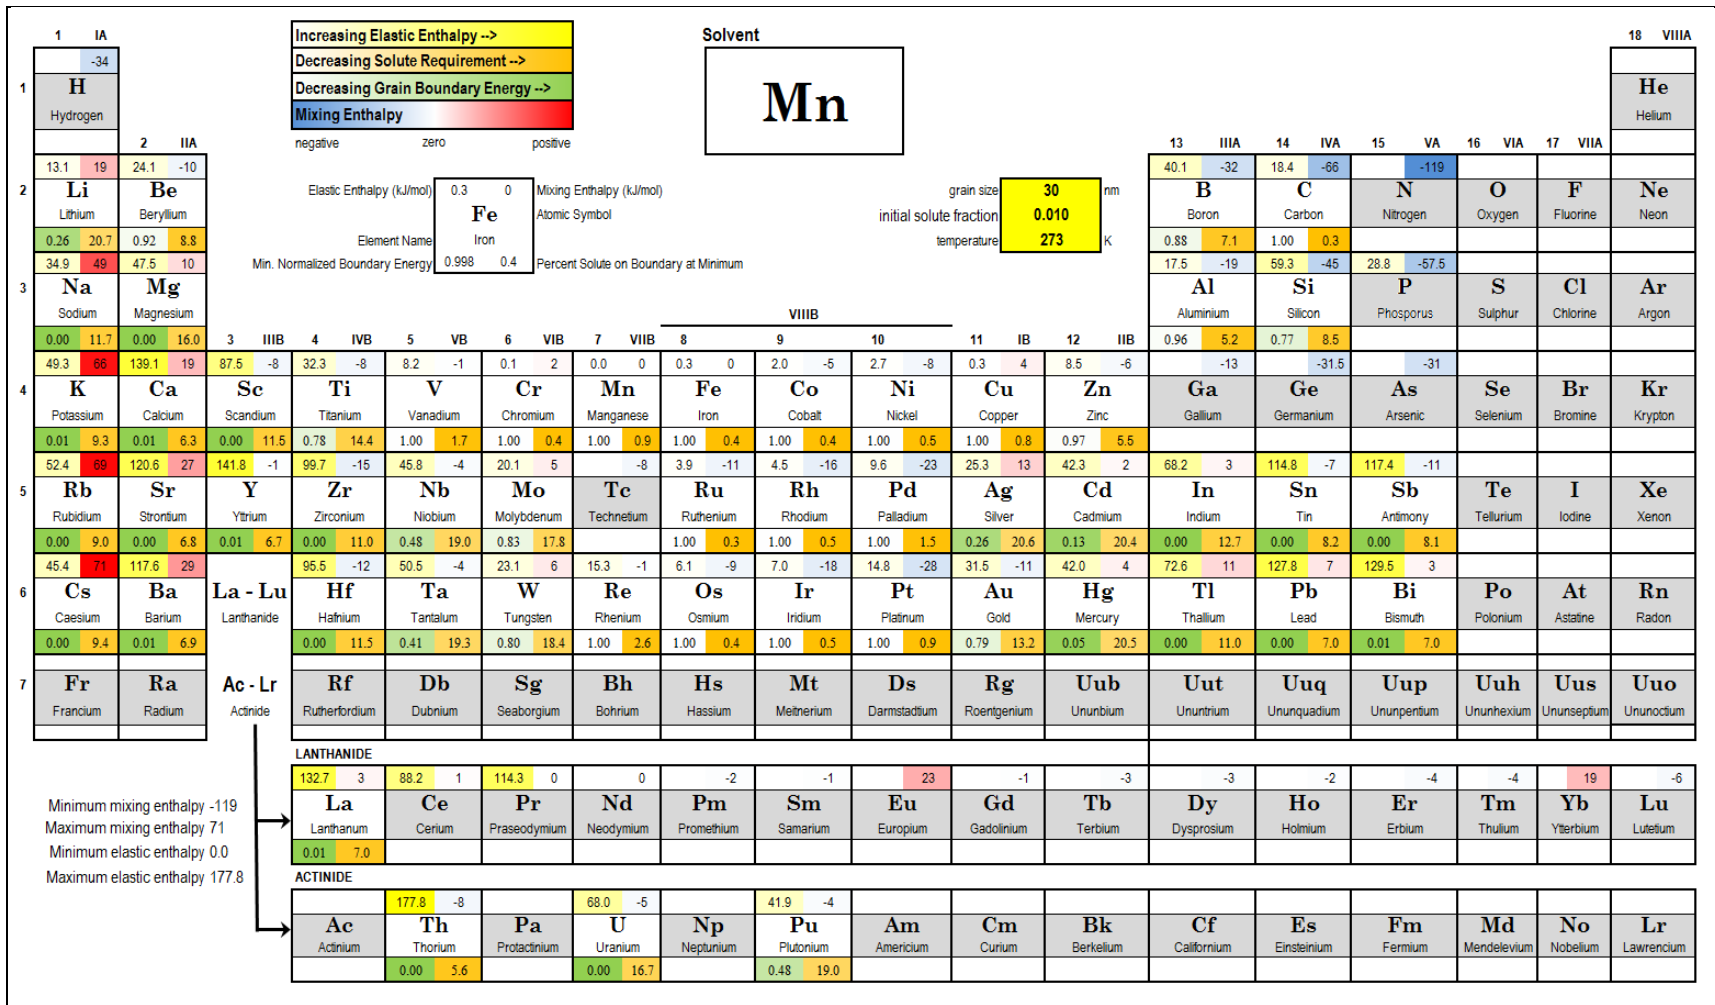 1 IA Increasing Elastic Enthalpy --> Solvent 18 VIIIA
-34 Decreasing Solute Requirement -->
1 H Decreasing Grain Boundary Energy --> Mn He
Hydrogen Mixing Enthalpy Helium
2 IIA negative zero positive 13 IIIA 14 IVA 15 VA 16 VIA 17 VIIA
13.1 19 24.1 -10 40.1 -32 18.4 -66 -119
2 Li Be Elastic Enthalpy (kJ/mol) 0.3 0 Mixing Enthalpy (kJ/mol) grain size 30 nm B C N O F Ne
Lithium Beryllium Fe Atomic Symbol initial solute fraction 0.010 Boron Carbon Nitrogen Oxygen Fluorine Neon
0.26 20.7 0.92 8.8 Element Name Iron temperature 273 K 0.88 7.1 1.00 0.3
34.9 49 47.5 10 Min. Normalized Boundary Energy 0.998 0.4 Percent Solute on Boundary at Minimum 17.5 -19 59.3 -45 28.8 -57.5
3 Na Mg Al Si P S Cl Ar
Sodium Magnesium VIIIB Aluminium Silicon Phosporus Sulphur Chlorine Argon
0.00 11.7 0.00 16.0 3 IIIB 4 IVB 5 VB 6 VIB 7 VIIB 8 9 10 11 IB 12 IIB 0.96 5.2 0.77 8.5
49.3 66 139.1 19 87.5 -8 32.3 -8 8.2 -1 0.1 2 0.0 0 0.3 0 2.0 -5 2.7 -8 0.3 4 8.5 -6 -13 -31.5 -31
4 K Ca Sc Ti V Cr Mn Fe Co Ni Cu Zn Ga Ge As Se Br Kr
Potassium Calcium Scandium Titanium Vanadium Chromium Manganese Iron Cobalt Nickel Copper Zinc Gallium Germanium Arsenic Selenium Bromine Krypton
0.01 9.3 0.01 6.3 0.00 11.5 0.78 14.4 1.00 1.7 1.00 0.4 1.00 0.9 1.00 0.4 1.00 0.4 1.00 0.5 1.00 0.8 0.97 5.5
52.4 69 120.6 27 141.8 -1 99.7 -15 45.8 -4 20.1 5 -8 3.9 -11 4.5 -16 9.6 -23 25.3 13 42.3 2 68.2 3 114.8 -7 117.4 -11
5 Rb Sr Y Zr Nb Mo Tc Ru Rh Pd Ag Cd In Sn Sb Te I Xe
Rubidium Strontium Yttrium Zirconium Niobium Molybdenum Technetium Ruthenium Rhodium Palladium Silver Cadmium Indium Tin Antimony Tellurium Iodine Xenon
0.00 9.0 0.00 6.8 0.01 6.7 0.00 11.0 0.48 19.0 0.83 17.8 1.00 0.3 1.00 0.5 1.00 1.5 0.26 20.6 0.13 20.4 0.00 12.7 0.00 8.2 0.00 8.1
45.4 71 117.6 29 95.5 -12 50.5 -4 23.1 6 15.3 -1 6.1 -9 7.0 -18 14.8 -28 31.5 -11 42.0 4 72.6 11 127.8 7 129.5 3
6 Cs Ba La - Lu Hf Ta W Re Os Ir Pt Au Hg Tl Pb Bi Po At Rn
Caesium Barium Lanthanide Hafnium Tantalum Tungsten Rhenium Osmium Iridium Platinum Gold Mercury Thallium Lead Bismuth Polonium Astatine Radon
0.00 9.4 0.01 6.9 0.00 11.5 0.41 19.3 0.80 18.4 1.00 2.6 1.00 0.4 1.00 0.5 1.00 0.9 0.79 13.2 0.05 20.5 0.00 11.0 0.00 7.0 0.01 7.0
7 Fr Ra Ac - Lr Rf Db Sg Bh Hs Mt Ds Rg Uub Uut Uuq Uup Uuh Uus Uuo
Francium Radium Actinide Rutherfordium Dubnium Seaborgium Bohrium Hassium Meitnerium Darmstadtium Roentgenium Ununbium Ununtrium Ununquadium Ununpentium Ununhexium Ununseptium Ununoctium
LANTHANIDE
132.7 3 88.2 1 114.3 0 0 -2 -1 23 -1 -3 -3 -2 -4 -4 19 -6
La Ce Pr Nd Pm Sm Eu Gd Tb Dy Ho Er Tm Yb Lu
Lanthanum Cerium Praseodymium Neodymium Promethium Samarium Europium Gadolinium Terbium Dysprosium Holmium Erbium Thulium Ytterbium Lutetium
0.01 7.0
Minimum mixing enthalpy -119
Maximum mixing enthalpy 71
Minimum elastic enthalpy 0.0
Maximum elastic enthalpy 177.8
ACTINIDE
177.8 -8 68.0 -5 41.9 -4
Ac Th Pa U Np Pu Am Cm Bk Cf Es Fm Md No Lr
Actinium Thorium Protactinium Uranium Neptunium Plutonium Americium Curium Berkelium Californium Einsteinium Fermium Mendelevium Nobelium Lawrencium
0.00 5.6 0.00 16.7 0.48 19.0